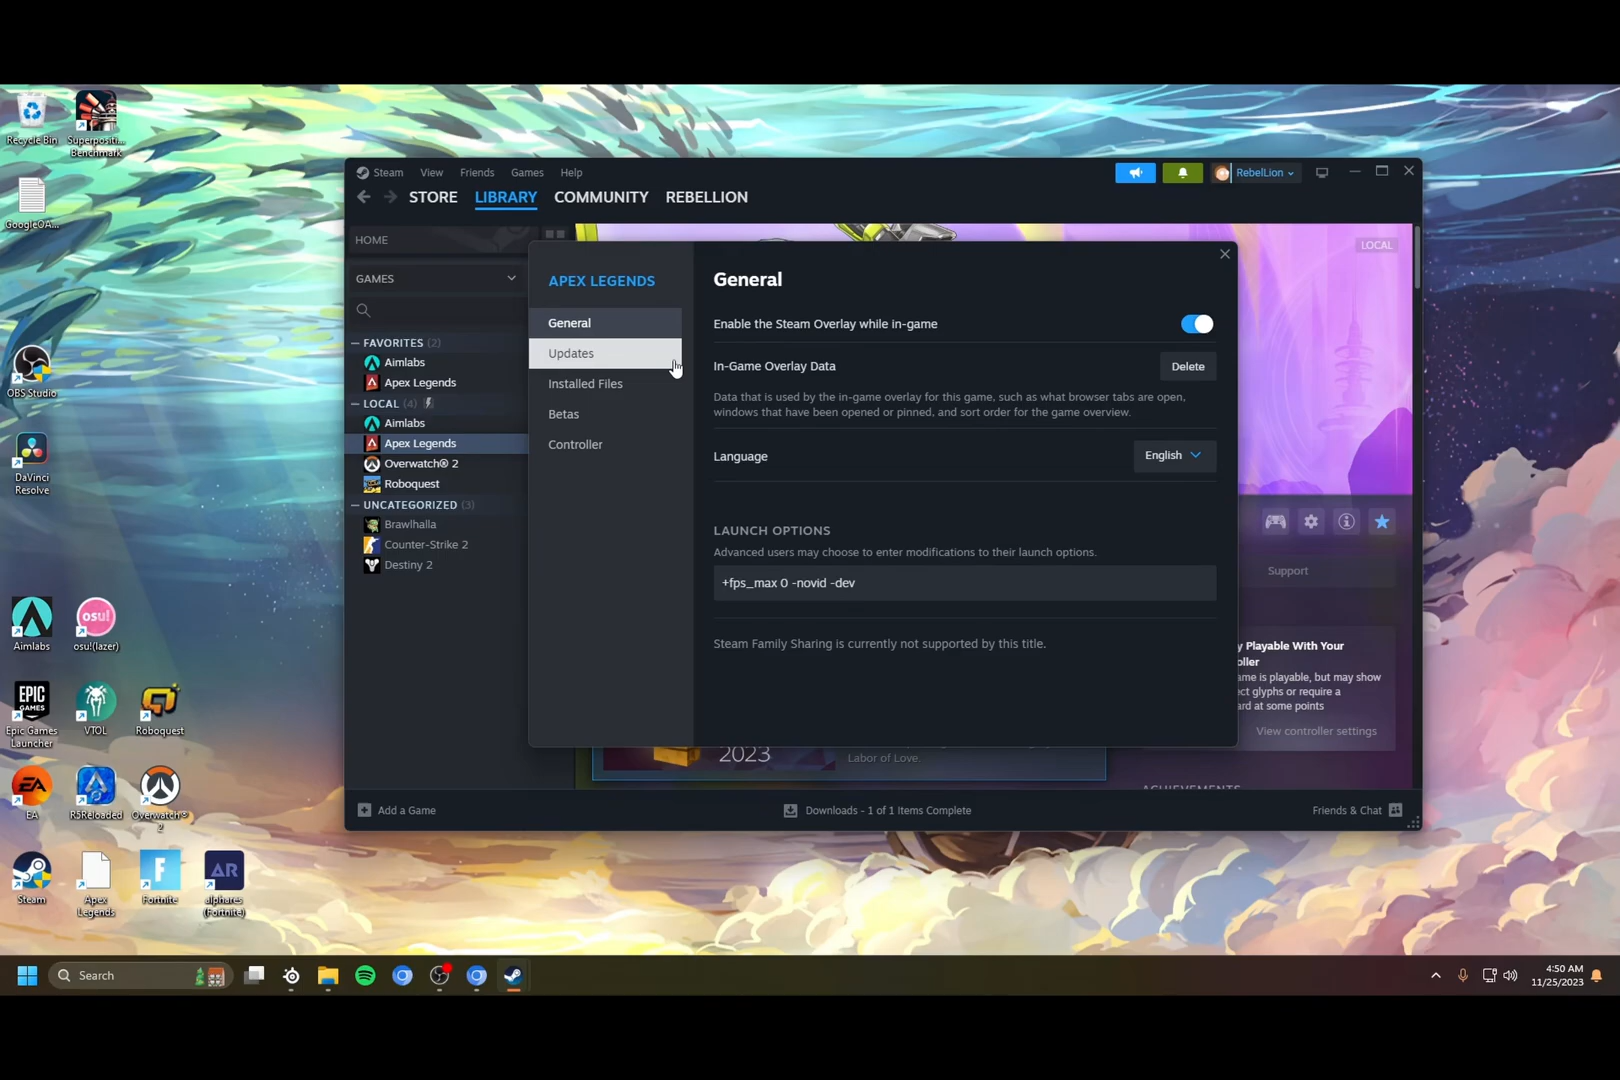 Recycle Bin
Superpositi...
Benchmark
GoogleOA...
OBS Studio
DaVinci
Resolve
Aimlabs
osu!(lazer)
osu!
EPIC
GAMES
Epic Games
Launcher
VTOL
Roboquest
EA
EA
R5Reloaded
Overwatch®
2
Steam
Apex
Legends
F
Fortnite
AR
alphares
(Fortnite)
Steam
View
Friends
Games
Help
RebelLion
STORE
LIBRARY
COMMUNITY
REBELLION
HOME
GAMES
FAVORITES (2)
Aimlabs
Apex Legends
LOCAL (4)
Aimlabs
Apex Legends
Overwatch® 2
Roboquest
UNCATEGORIZED (3)
Brawlhalla
Counter-Strike 2
Destiny 2
LOCAL
APEX LEGENDS
General
Updates
Installed Files
Betas
Controller
General
Enable the Steam Overlay while in-game
In-Game Overlay Data
Delete
Data that is used by the in-game overlay for this game, such as what browser tabs are open,
windows that have been opened or pinned, and sort order for the game overview.
Language
English
LAUNCH OPTIONS
Advanced users may choose to enter modifications to their launch options.
+fps_max 0 -novid -dev
Steam Family Sharing is currently not supported by this title.
Support
y Playable With Your
oller
ame is playable, but may show
ect glyphs or require a
ard at some points
View controller settings
2023
Labor of Love.
Add a Game
Downloads - 1 of 1 Items Complete
Friends & Chat
Search
4:50 AM
11/25/2023